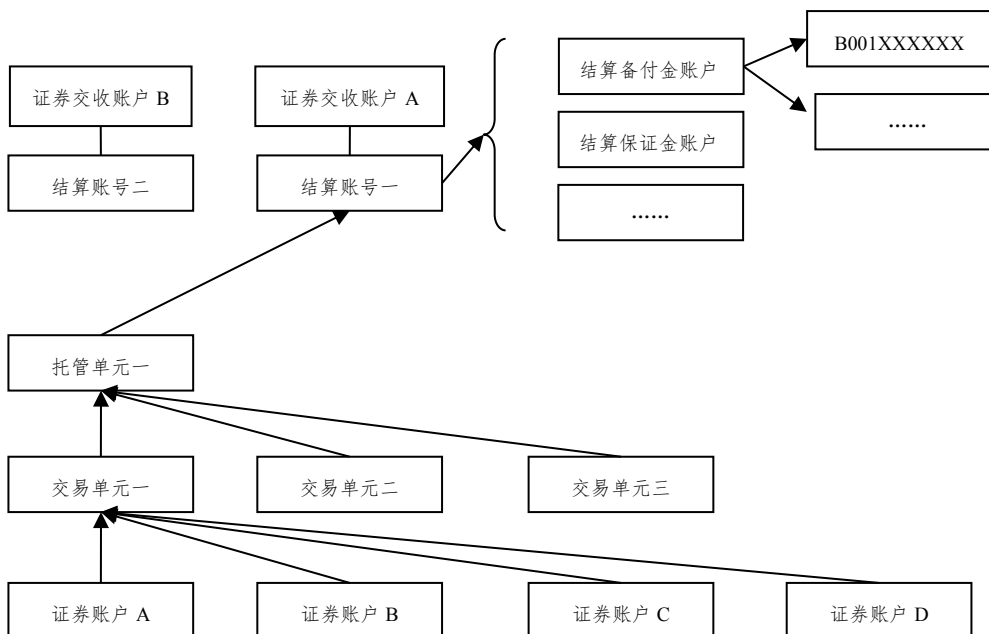 B001XXXXXX
结算备付金账户
证券交收账户 B
证券交收账户 A
......
结算保证金账户
结算账号二
结算账号一
......
托管单元一
交易单元一
交易单元二
交易单元三
证券账户 A
证券账户 B
证券账户 C
证券账户 D